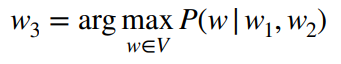 w₃ = arg max P(w | w₁, w₂)
w∈V